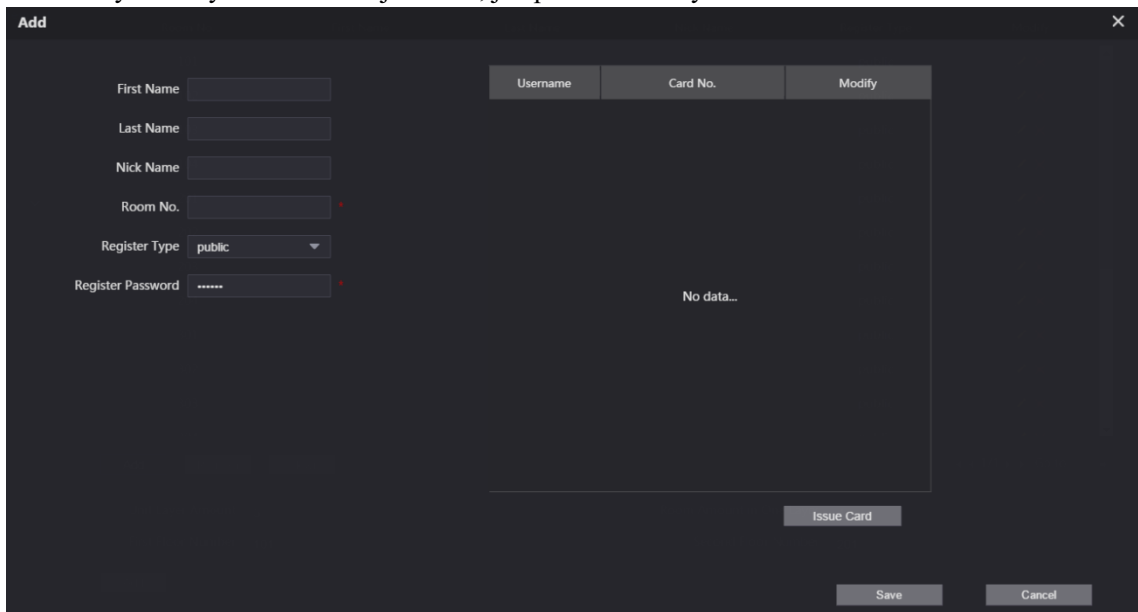 Add
First Name
Last Name
Nick Name
Room No. *
Register Type public
Register Password •••••• *
Username Card No. Modify
No data...
Issue Card
Save Cancel